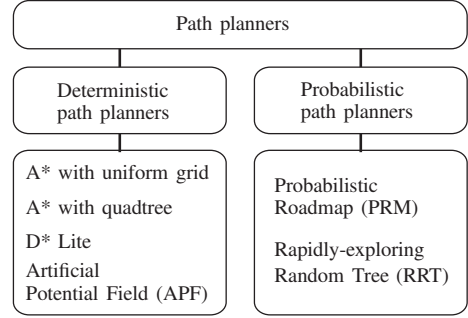 Path planners
Deterministic
path planners
Probabilistic
path planners
A* with uniform grid
A* with quadtree
D* Lite
Artificial
Potential Field (APF)
Probabilistic
Roadmap (PRM)
Rapidly-exploring
Random Tree (RRT)